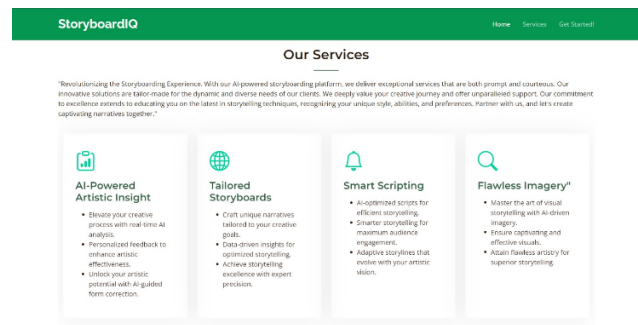 StoryboardIQ
Home Services Get Started!
Our Services
"Revolutionizing the Storyboarding Experience. With our AI-powered storyboarding platform, we deliver exceptional services that are both prompt and courteous. Our
innovative solutions are tailor-made for the dynamic and diverse needs of our clients. We deeply value your creative journey and offer unparalleled support. Our commitment
to excellence extends to educating you on the latest in storytelling techniques, recognizing your unique style, abilities, and preferences. Partner with us, and let's create
captivating narratives together."
AI-Powered
Artistic Insight
Elevate your creative
process with real-time AI
analysis.
Personalized feedback to
enhance artistic
effectiveness.
Unlock your artistic
potential with AI-guided
form correction.
Tailored
Storyboards
Craft unique narratives
tailored to your creative
goals.
Data-driven insights for
optimized storytelling.
Achieve storytelling
excellence with expert
precision.
Smart Scripting
AI-optimized scripts for
efficient storytelling.
Smarter storytelling for
maximum audience
engagement.
Adaptive storylines that
evolve with your artistic
vision.
Flawless Imagery"
Master the art of visual
storytelling with AI-driven
imagery.
Ensure captivating and
effective visuals.
Attain flawless artistry for
superior storytelling.